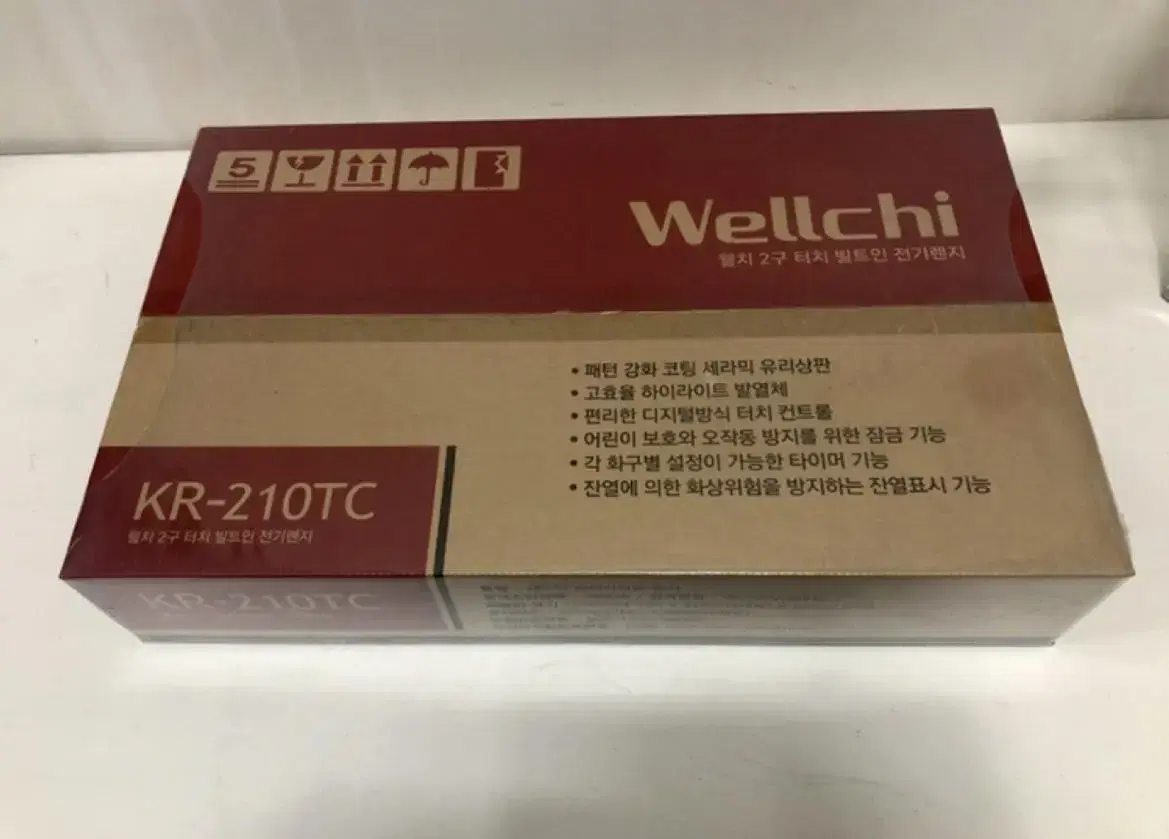 5
Wellchi
웰치 2구 터치 빌트인 전기렌지
• 패턴 강화 코팅 세라믹 유리상판
• 고효율 하이라이트 발열체
• 편리한 디지털방식 터치 컨트롤
• 어린이 보호와 오작동 방지를 위한 잠금 기능
• 각 화구별 설정이 가능한 타이머 기능
• 잔열에 의한 화상위험을 방지하는 잔열표시 기능
KR-210TC
웰치 2구 터치 빌트인 전기렌지
KR-210TC